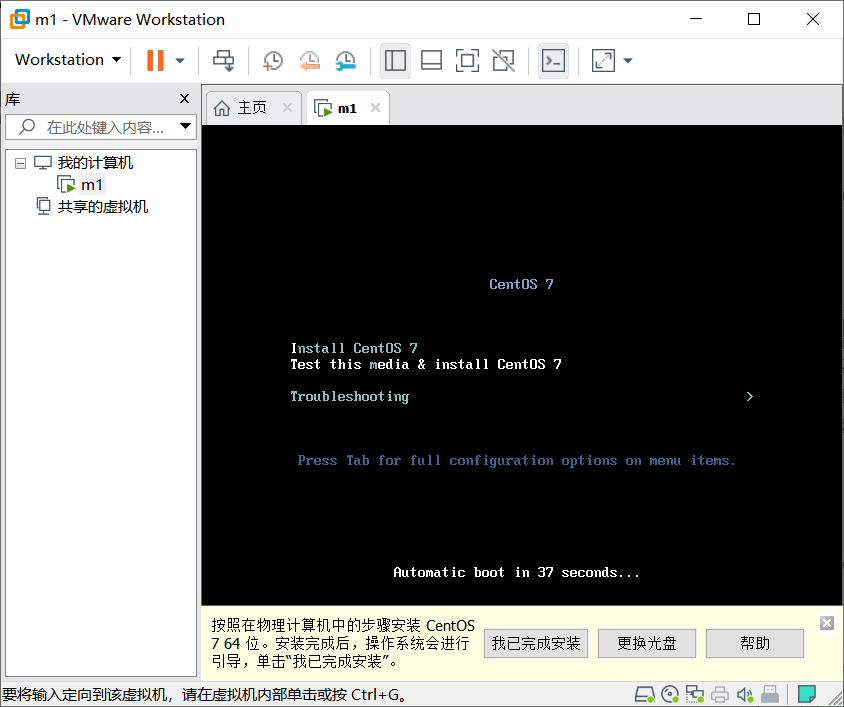 m1 - VMware Workstation
Workstation
库
主页
m1
在此处键入内容...
我的计算机
m1
共享的虚拟机
CentOS 7
Install CentOS 7
Test this media & install CentOS 7
Troubleshooting >
Press Tab for full configuration options on menu items.
Automatic boot in 37 seconds...
按照在物理计算机中的步骤安装 CentOS
7 64 位。安装完成后，操作系统会进行
引导，单击“我已完成安装”。
我已完成安装
更换光盘
帮助
要将输入定向到该虚拟机，请在虚拟机内部单击或按 Ctrl+G。